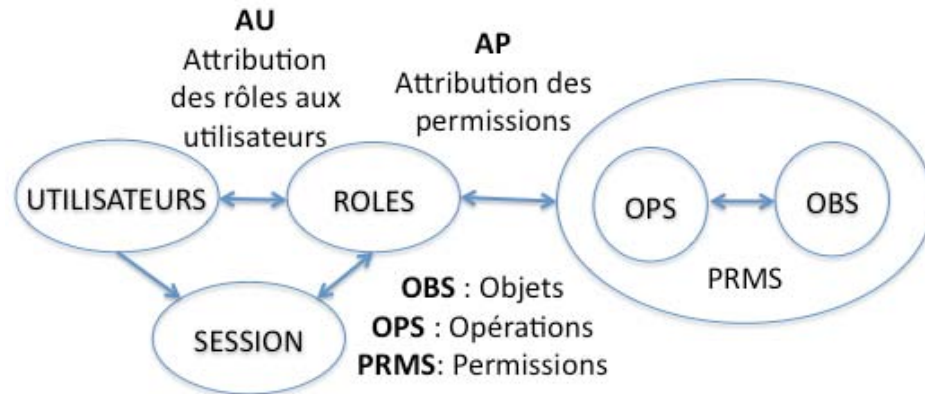 AU
Attribution
des rôles aux
utilisateurs
AP
Attribution des
permissions
UTILISATEURS
ROLES
OPS
OBS
PRMS
SESSION
OBS : Objets
OPS : Opérations
PRMS: Permissions